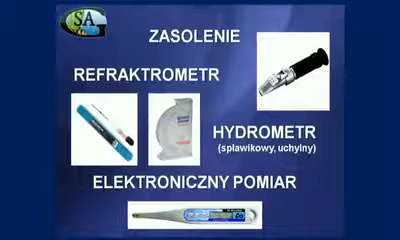 SA
ZASOLENIE
REFRAKTROMETR
HYDROMETR
(spławikowy, uchylny)
ELEKTRONICZNY POMIAR